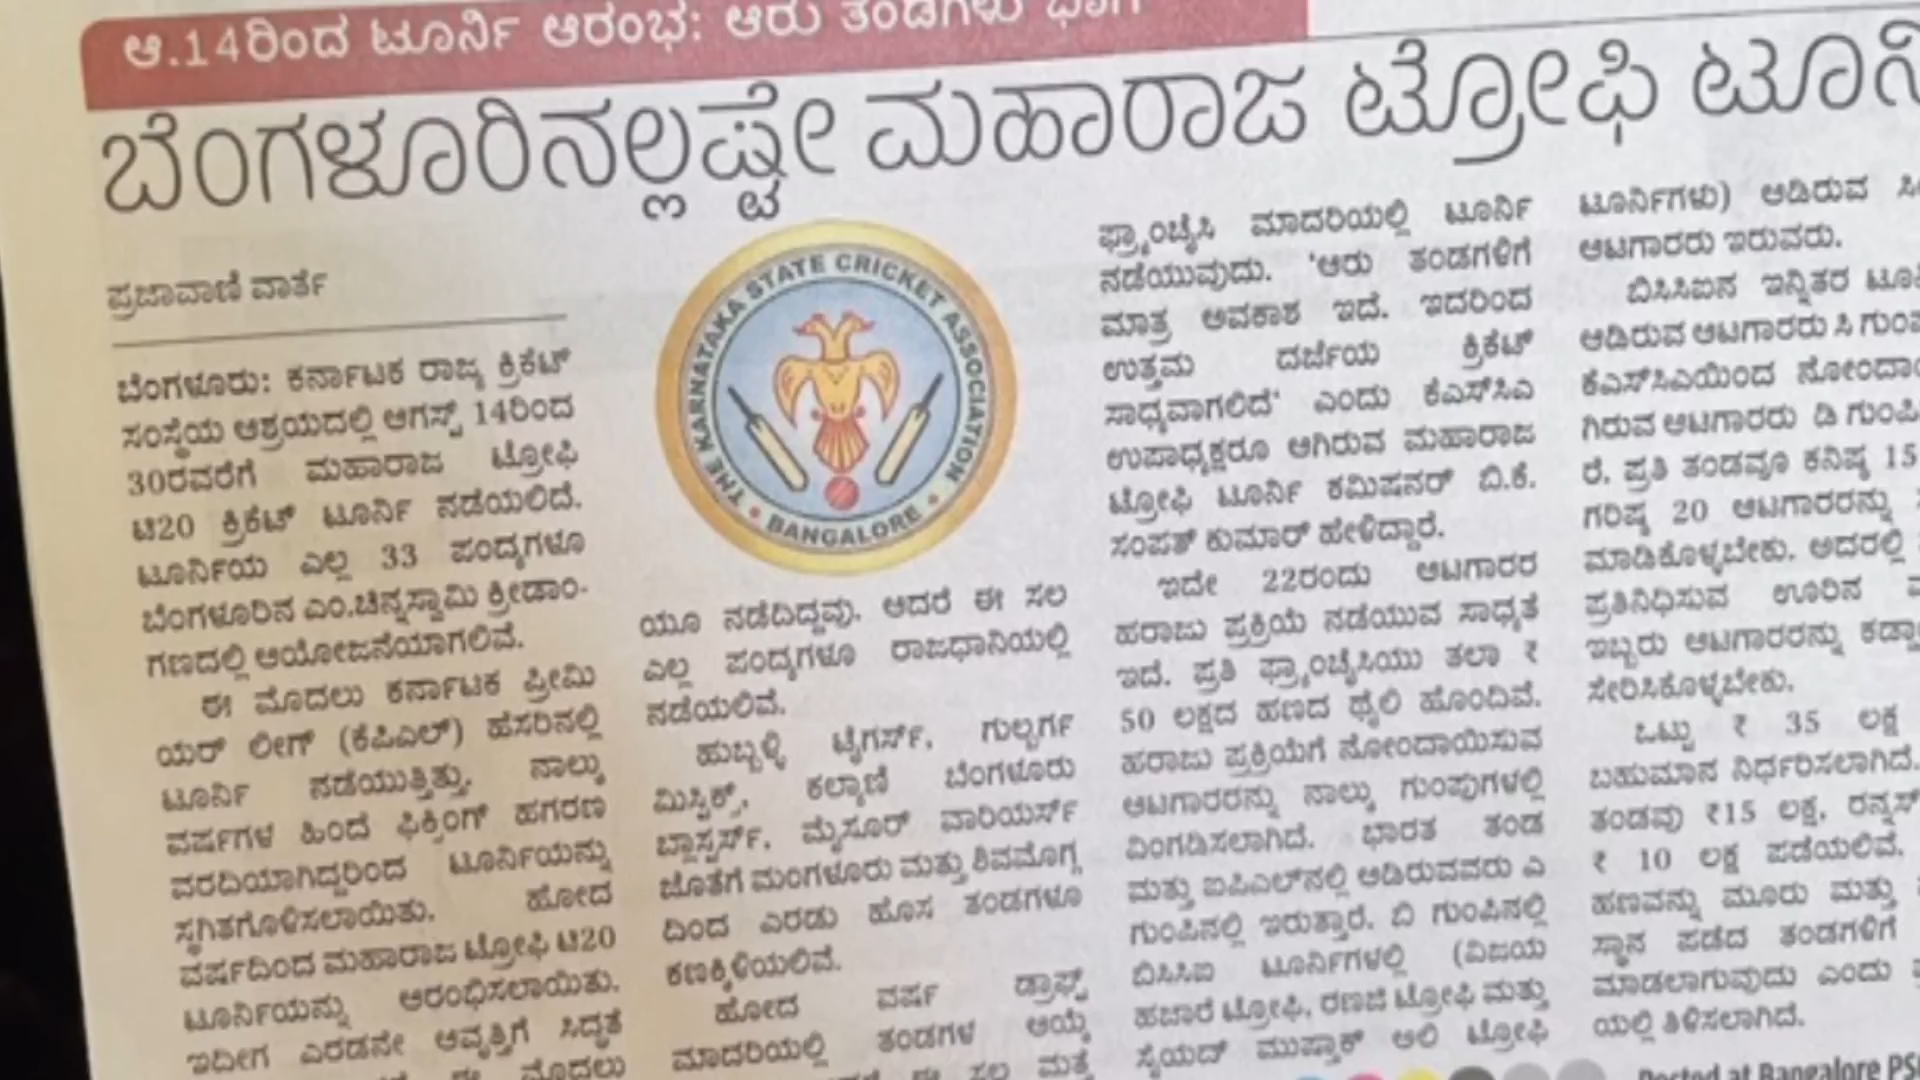 ಆ.14ರಿಂದ ಟೂರ್ನಿ ಆರಂಭ: ಆರು ತಂಡಗಳು ಭಾಗಿ
ಬೆಂಗಳೂರಿನಲ್ಲಷ್ಟೇ ಮಹಾರಾಜ ಟ್ರೋಫಿ
ಪ್ರಜಾವಾಣಿ ವಾರ್ತೆ
ಬೆಂಗಳೂರು: ಕರ್ನಾಟಕ ರಾಜ್ಯ ಕ್ರಿಕೆಟ್
ಸಂಸ್ಥೆಯ ಆಶ್ರಯದಲ್ಲಿ ಆಗಸ್ಟ್ 14ರಿಂದ
30ರವರೆಗೆ ಮಹಾರಾಜ ಟ್ರೋಫಿ
ಟಿ20 ಕ್ರಿಕೆಟ್ ಟೂರ್ನಿ ನಡೆಯಲಿದೆ.
ಟೂರ್ನಿಯ ಎಲ್ಲ 33 ಪಂದ್ಯಗಳೂ
ಬೆಂಗಳೂರಿನ ಎಂ.ಚಿನ್ನಸ್ವಾಮಿ ಕ್ರೀಡಾಂ-
ಗಣದಲ್ಲಿ ಆಯೋಜನೆಯಾಗಲಿವೆ.
ಈ ಮೊದಲು ಕರ್ನಾಟಕ ಪ್ರೀಮಿ
ಯರ್ ಲೀಗ್ (ಕೆಪಿಎಲ್) ಹೆಸರಿನಲ್ಲಿ
ಟೂರ್ನಿ ನಡೆಯುತ್ತಿತ್ತು. ನಾಲ್ಕು
ವರ್ಷಗಳ ಹಿಂದೆ ಫಿಕ್ಸಿಂಗ್ ಹಗರಣ
ವರದಿಯಾಗಿದ್ದರಿಂದ ಟೂರ್ನಿಯನ್ನು
ಸ್ಥಗಿತಗೊಳಿಸಲಾಯಿತು. ಹೋದ
ವರ್ಷದಿಂದ ಮಹಾರಾಜ ಟ್ರೋಫಿ ಟಿ20
ಟೂರ್ನಿಯನ್ನು ಆರಂಭಿಸಲಾಯಿತು.
ಇದೀಗ ಎರಡನೇ ಆವೃತ್ತಿಗೆ ಸಿದ್ಧತೆ
ಈ ಮೊದಲು
THE KARNATAKA STATE CRICKET ASSOCIATION
BANGALORE
ಯೂ ನಡೆದಿದ್ದವು. ಆದರೆ ಈ ಸಲ
ಎಲ್ಲ ಪಂದ್ಯಗಳೂ ರಾಜಧಾನಿಯಲ್ಲಿ
ನಡೆಯಲಿವೆ.
ಹುಬ್ಬಳ್ಳಿ ಟೈಗರ್ಸ್, ಗುಲ್ಬರ್ಗ
ಮಿಸ್ಟಿಕ್ಸ್, ಕಲ್ಯಾಣಿ ಬೆಂಗಳೂರು
ಬ್ಲಾಸ್ಟರ್ಸ್, ಮೈಸೂರ್ ವಾರಿಯರ್ಸ್
ಜೊತೆಗೆ ಮಂಗಳೂರು ಮತ್ತು ಶಿವಮೊಗ್ಗ
ದಿಂದ ಎರಡು ಹೊಸ ತಂಡಗಳೂ
ಕಣಕ್ಕಿಳಿಯಲಿವೆ.
ಹೋದ ವರ್ಷ ಡ್ರಾಫ್ಟ್
ಮಾದರಿಯಲ್ಲಿ ತಂಡಗಳ ಆಯ್ಕೆ
ಈ ಸಲ ಮತ್ತೆ
ಫ್ರ್ಯಾಂಚೈಸಿ ಮಾದರಿಯಲ್ಲಿ ಟೂರ್ನಿ
ನಡೆಯುವುದು. 'ಆರು ತಂಡಗಳಿಗೆ
ಮಾತ್ರ ಅವಕಾಶ ಇದೆ. ಇದರಿಂದ
ಉತ್ತಮ ದರ್ಜೆಯ ಕ್ರಿಕೆಟ್
ಸಾಧ್ಯವಾಗಲಿದೆ' ಎಂದು ಕೆಎಸ್‌ಸಿಎ
ಉಪಾಧ್ಯಕ್ಷರೂ ಆಗಿರುವ ಮಹಾರಾಜ
ಟ್ರೋಫಿ ಟೂರ್ನಿ ಕಮಿಷನರ್ ಬಿ.ಕೆ.
ಸಂಪತ್ ಕುಮಾರ್ ಹೇಳಿದ್ದಾರೆ.
ಇದೇ 22ರಂದು ಆಟಗಾರರ
ಹರಾಜು ಪ್ರಕ್ರಿಯೆ ನಡೆಯುವ ಸಾಧ್ಯತೆ
ಇದೆ. ಪ್ರತಿ ಫ್ರ್ಯಾಂಚೈಸಿಯು ತಲಾ ₹
50 ಲಕ್ಷದ ಹಣದ ಥೈಲಿ ಹೊಂದಿವೆ.
ಹರಾಜು ಪ್ರಕ್ರಿಯೆಗೆ ನೋಂದಾಯಿಸುವ
ಆಟಗಾರರನ್ನು ನಾಲ್ಕು ಗುಂಪುಗಳಲ್ಲಿ
ವಿಂಗಡಿಸಲಾಗಿದೆ. ಭಾರತ ತಂಡ
ಮತ್ತು ಐಪಿಎಲ್‌ನಲ್ಲಿ ಆಡಿರುವವರು ಎ
ಗುಂಪಿನಲ್ಲಿ ಇರುತ್ತಾರೆ. ಬಿ ಗುಂಪಿನಲ್ಲಿ
ಬಿಸಿಸಿಐ ಟೂರ್ನಿಗಳಲ್ಲಿ (ವಿಜಯ
ಹಜಾರೆ ಟ್ರೋಫಿ, ರಣಜಿ ಟ್ರೋಫಿ ಮತ್ತು
ಸೈಯದ್ ಮುಷ್ತಾಕ್ ಅಲಿ ಟ್ರೋಫಿ
ಟೂರ್ನಿಗಳು) ಆಡಿರುವ
ಆಟಗಾರರು ಇರುವರು.
ಬಿಸಿಸಿಐನ ಇನ್ನಿತರ
ಆಡಿರುವ ಆಟಗಾರರು ಸಿ
ಕೆಎಸ್‌ಸಿಎಯಿಂದ
ಗಿರುವ ಆಟಗಾರರು ಡಿ
ರೆ. ಪ್ರತಿ ತಂಡವೂ ಕನಿಷ್ಠ 15
ಗರಿಷ್ಠ 20 ಆಟಗಾರರನ್ನು
ಮಾಡಿಕೊಳ್ಳಬೇಕು. ಅದರಲ್ಲಿ
ಪ್ರತಿನಿಧಿಸುವ ಊರಿನ
ಇಬ್ಬರು ಆಟಗಾರರನ್ನು
ಸೇರಿಸಿಕೊಳ್ಳಬೇಕು.
ಒಟ್ಟು ₹ 35 ಲಕ್ಷ
ಬಹುಮಾನ ನಿರ್ಧರಿಸಲಾಗಿದೆ.
ತಂಡವು ₹15 ಲಕ್ಷ, ರನ್ನರ್ಸ್
₹ 10 ಲಕ್ಷ ಪಡೆಯಲಿವೆ.
ಹಣವನ್ನು ಮೂರು ಮತ್ತು
ಸ್ಥಾನ ಪಡೆದ ತಂಡಗಳಿಗೆ
ಮಾಡಲಾಗುವುದು ಎಂದು
ಯಲ್ಲಿ ತಿಳಿಸಲಾಗಿದೆ.
Posted at Bangalore